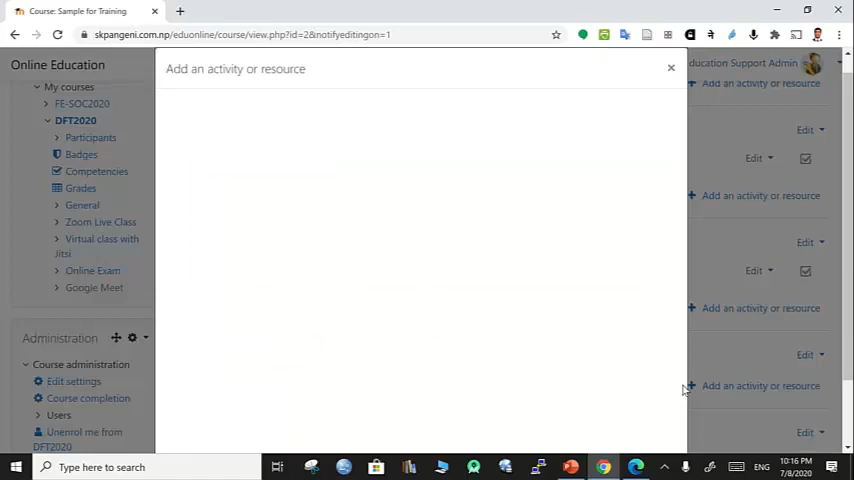 Course: Sample for Training
skpangeni.com.np/eduonline/course/view.php?id=2&notifyeditingon=1
Online Education
Add an activity or resource
ducation Support Admin
My courses
FE-SOC2020
DFT2020
Participants
Badges
Competencies
Grades
General
Zoom Live Class
Virtual class with
Jitsi
Online Exam
Google Meet
Add an activity or resource
Edit
Edit
Add an activity or resource
Edit
Edit
Add an activity or resource
Edit
Add an activity or resource
Edit
Administration
Course administration
Edit settings
Course completion
Users
Unenrol me from
DFT2020
Type here to search
ENG
10:16 PM
7/8/2020